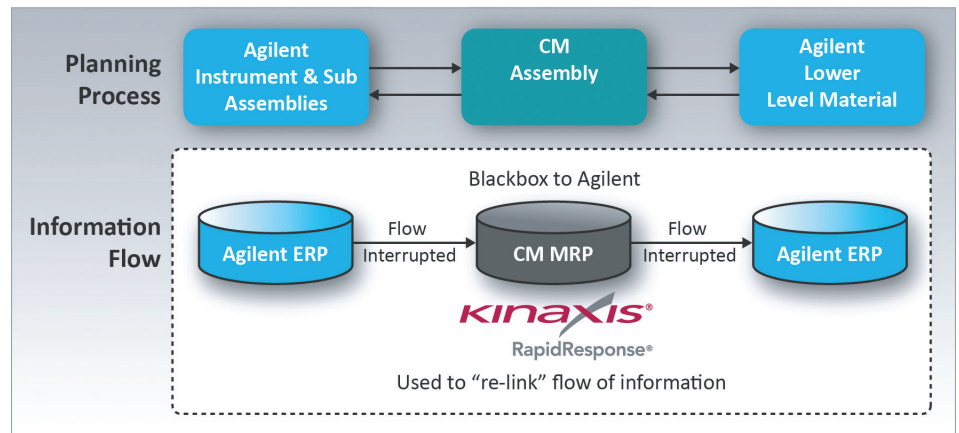 Planning
Process
Agilent
Instrument & Sub
Assemblies
CM
Assembly
Agilent
Lower
Level Material
Information
Flow
Blackbox to Agilent
Agilent ERP
Flow
Interrupted
CM MRP
Flow
Interrupted
Agilent ERP
KINAXIS®
RapidResponse®
Used to “re-link” flow of information